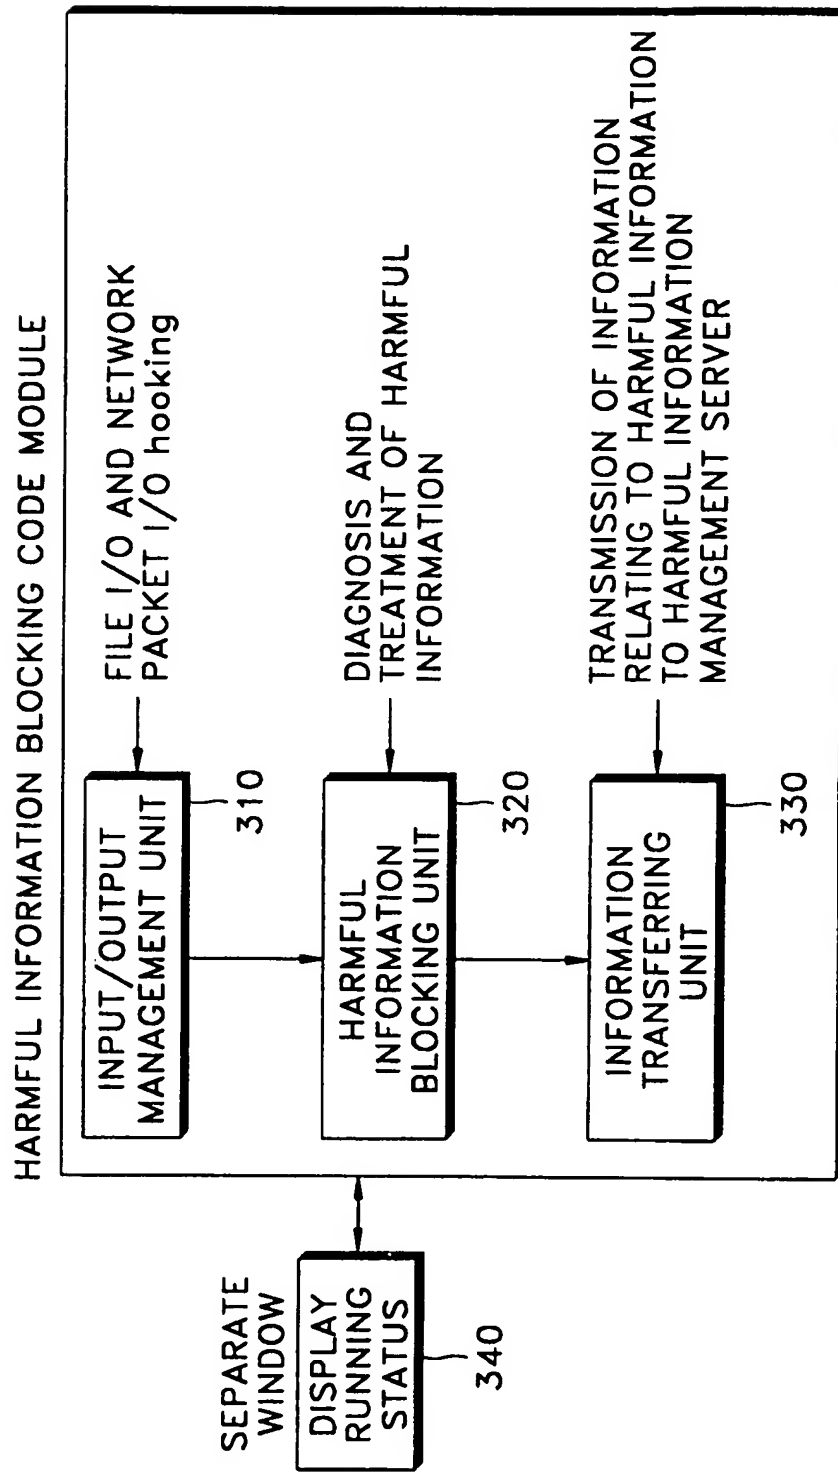 HARMFUL INFORMATION BLOCKING CODE MODULE
SEPARATE
WINDOW
DISPLAY
RUNNING
STATUS
340
INPUT/OUTPUT
MANAGEMENT UNIT
310
FILE I/O AND NETWORK
PACKET I/O hooking
HARMFUL
INFORMATION
BLOCKING UNIT
320
DIAGNOSIS AND
TREATMENT OF HARMFUL
INFORMATION
INFORMATION
TRANSFERRING
UNIT
330
TRANSMISSION OF INFORMATION
RELATING TO HARMFUL INFORMATION
TO HARMFUL INFORMATION
MANAGEMENT SERVER